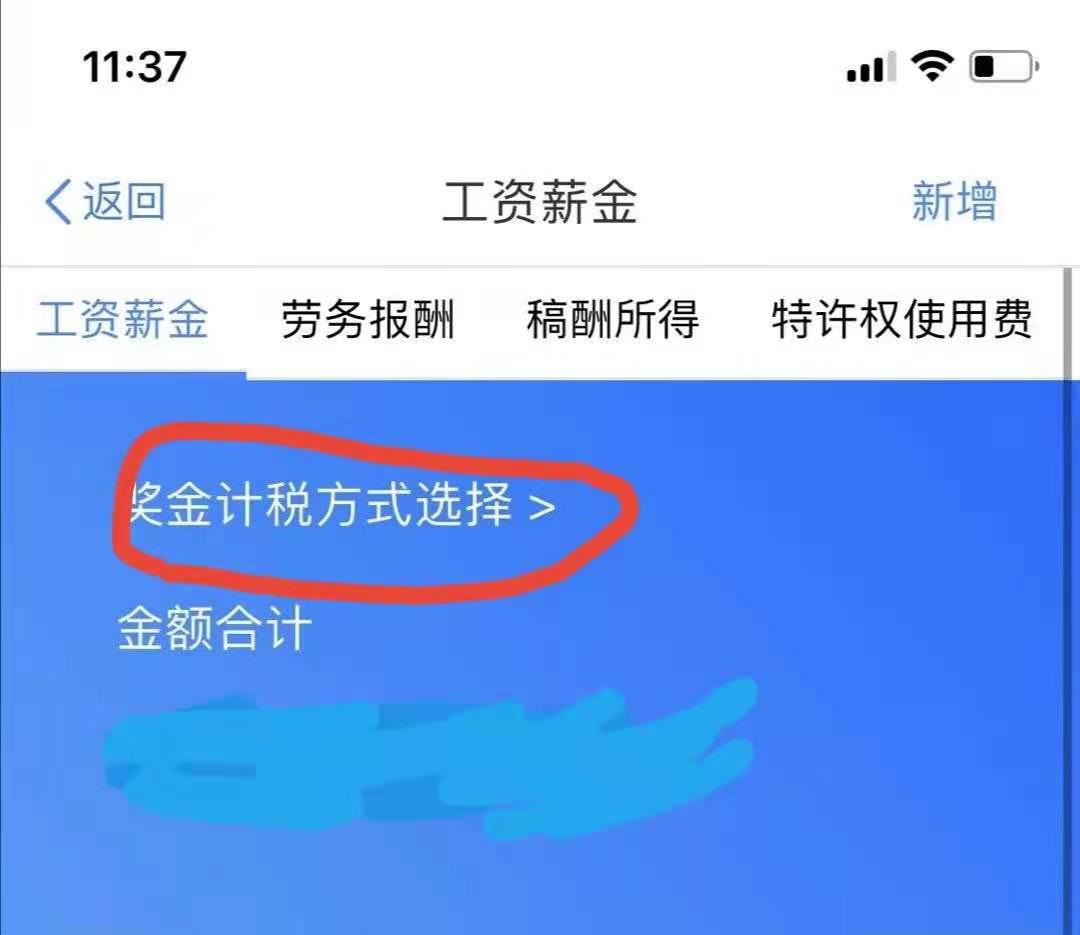 11:37
返回 工资薪金 新增
工资薪金 劳务报酬 稿酬所得 特许权使用费
奖金计税方式选择 >
金额合计